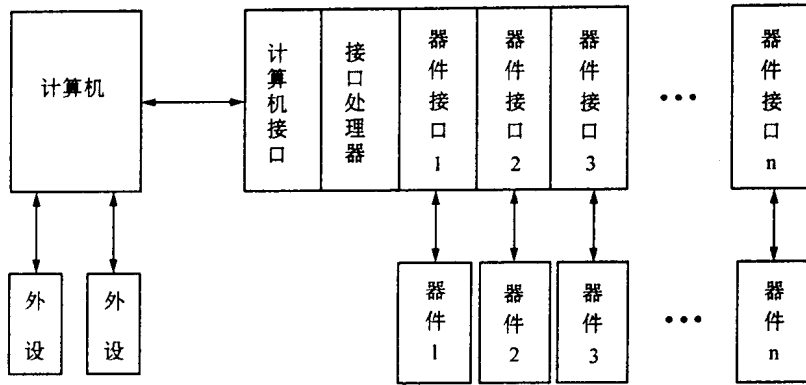 计算机
计算机接口
接口处理器
器件接口1
器件接口2
器件接口3
•••
器件接口n
外设
外设
器件1
器件2
器件3
•••
器件n